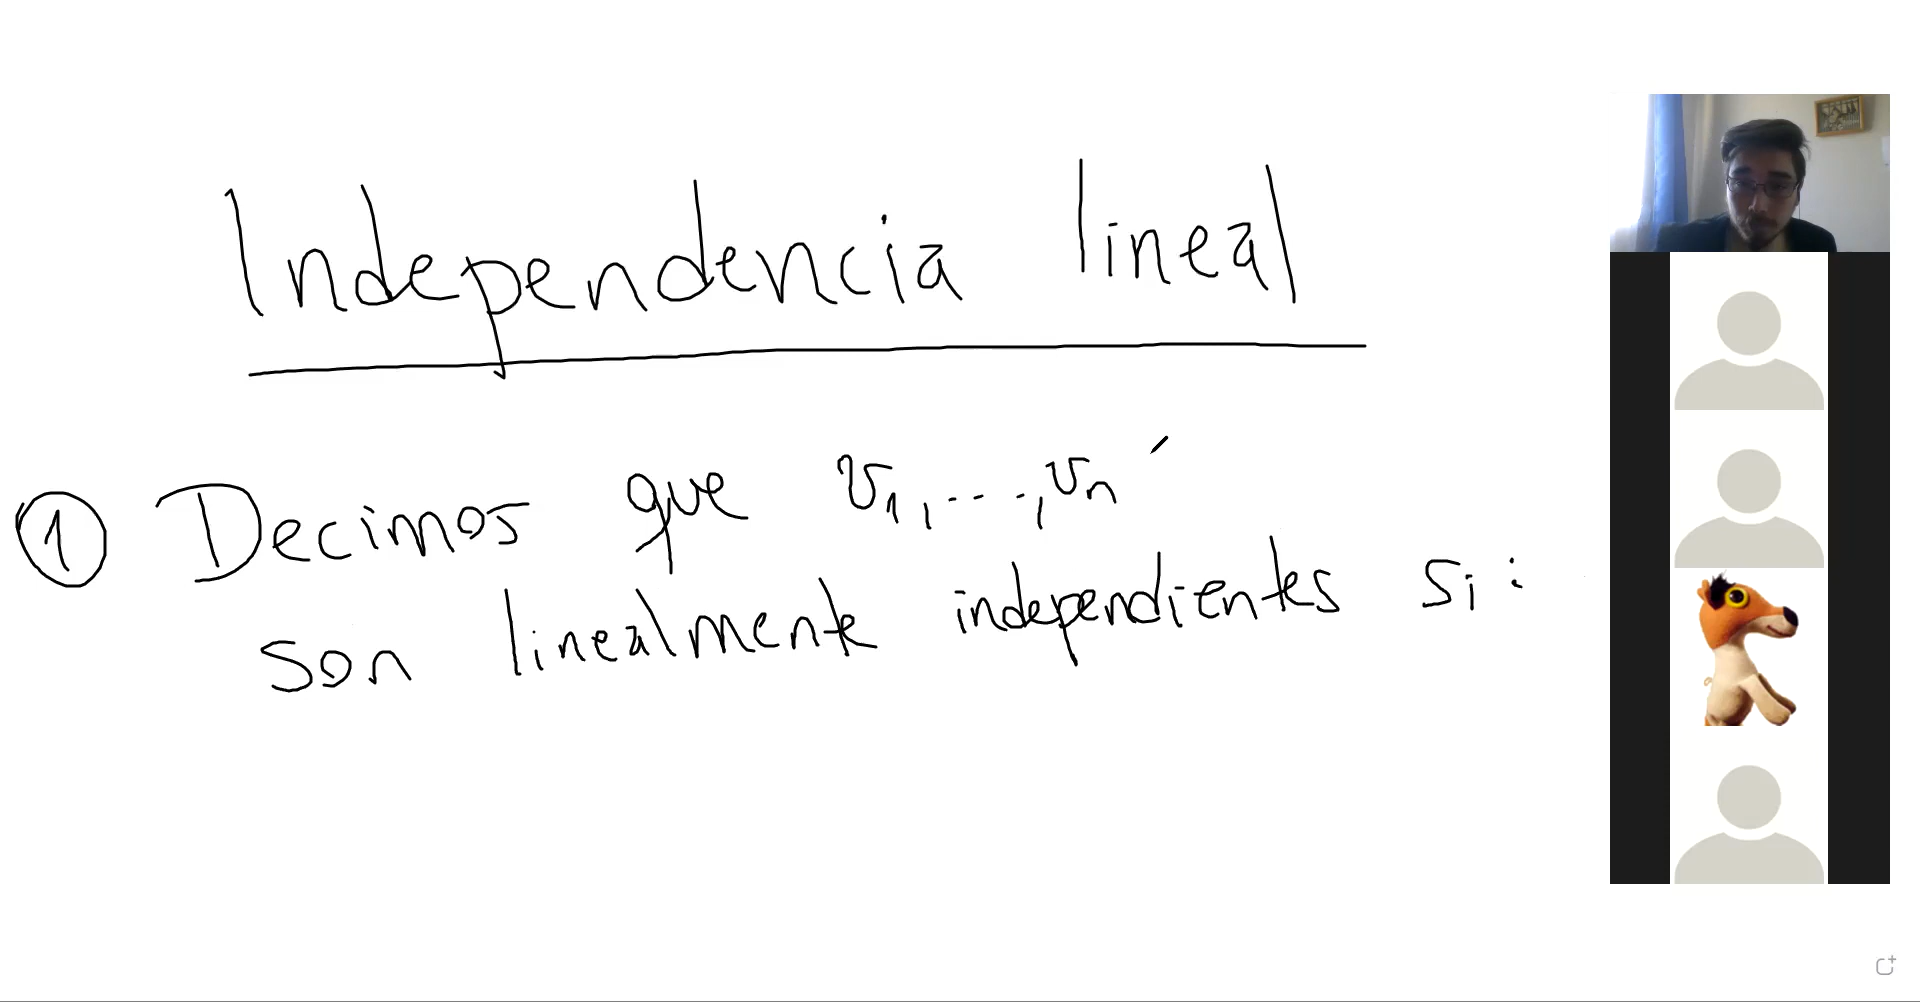 Independencia lineal
① Decimos que v₁,...,vₙ
son linealmente independientes si: